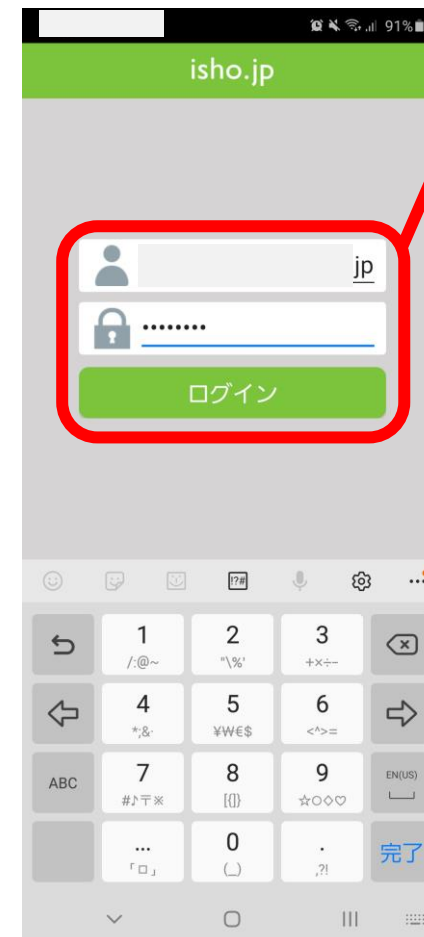 91%
isho.jp
jp
••••••••
ログイン
!?#
1 2 3
/:@~ "\%' +×÷−
4 5 6
*;&· ¥₩€$ <^>=
ABC 7 8 9 EN(US)
#♪〒※ [{]} ☆○◇♡
... 0 . 完了
「□」 (_) ,?!